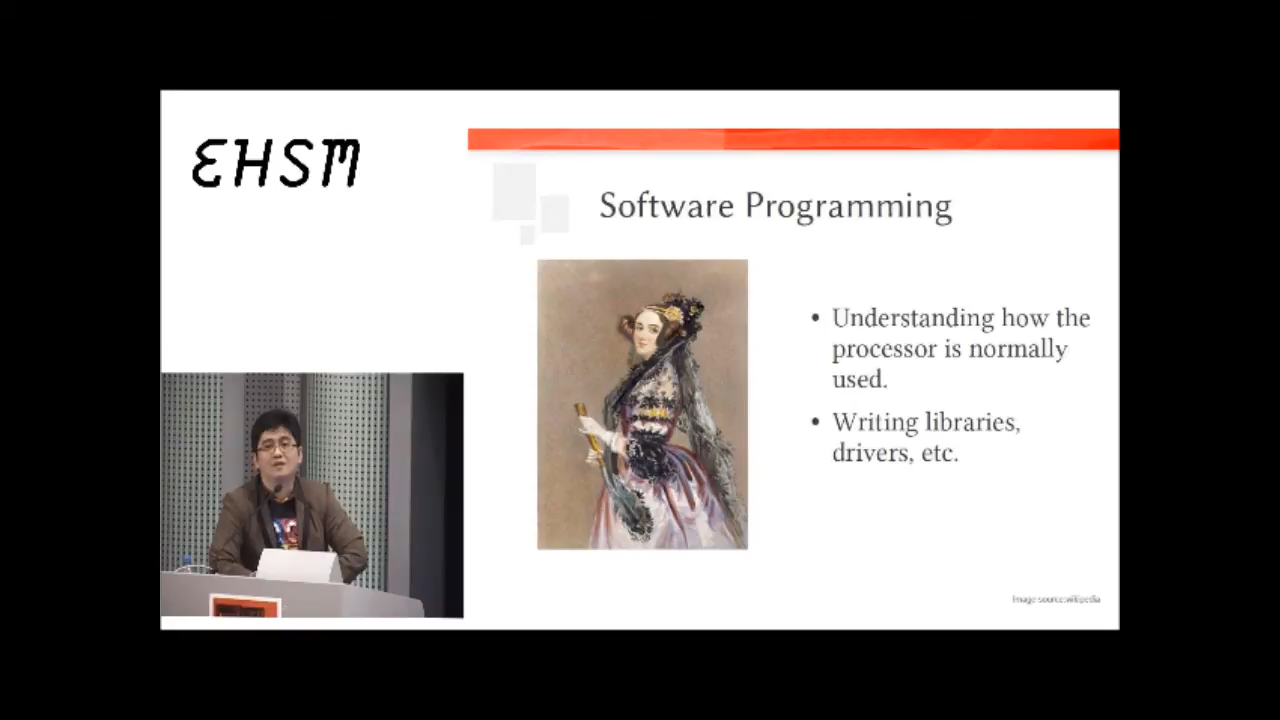 EHSM
Software Programming
• Understanding how the
processor is normally
used.
• Writing libraries,
drivers, etc.
Image source:wikipedia